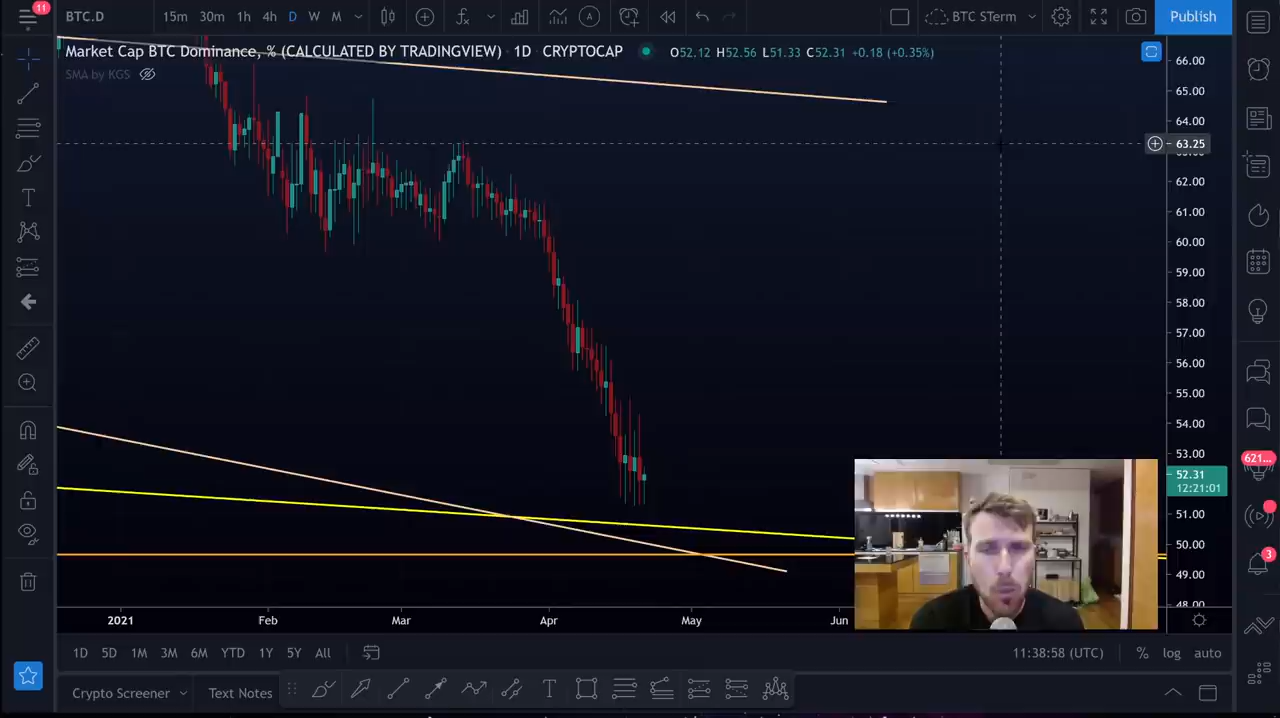 11
BTC.D
15m 30m 1h 4h D W M
BTC STerm
Publish
Market Cap BTC Dominance, % (CALCULATED BY TRADINGVIEW) · 1D CRYPTOCAP
O52.12 H52.56 L51.33 C52.31 +0.18 (+0.35%)
SMA by KGS
66.00
65.00
64.00
63.25
62.00
61.00
60.00
59.00
58.00
57.00
56.00
55.00
54.00
53.00
52.31
12:21:01
51.00
50.00
49.00
48.00
621...
3
2021 Feb Mar Apr May Jun
1D 5D 1M 3M 6M YTD 1Y 5Y All
11:38:58 (UTC) % log auto
Crypto Screener Text Notes